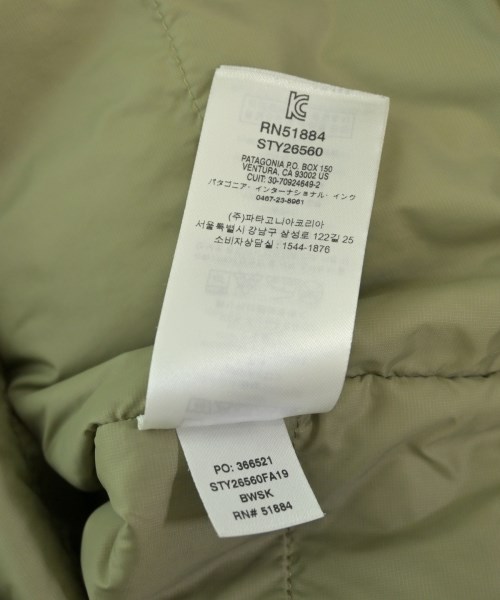 KC
RN51884
STY26560
PATAGONIA P.O. BOX 150
VENTURA, CA 93002 US
CUIT: 30-70924649-2
パタゴニア・インターナショナル・インク
0467-23-8961
(주)파타고니아코리아
서울특별시 강남구 삼성로 122길 25
소비자상담실 : 1544-1876
PO: 366521
STY26560FA19
BWSK
RN# 51884